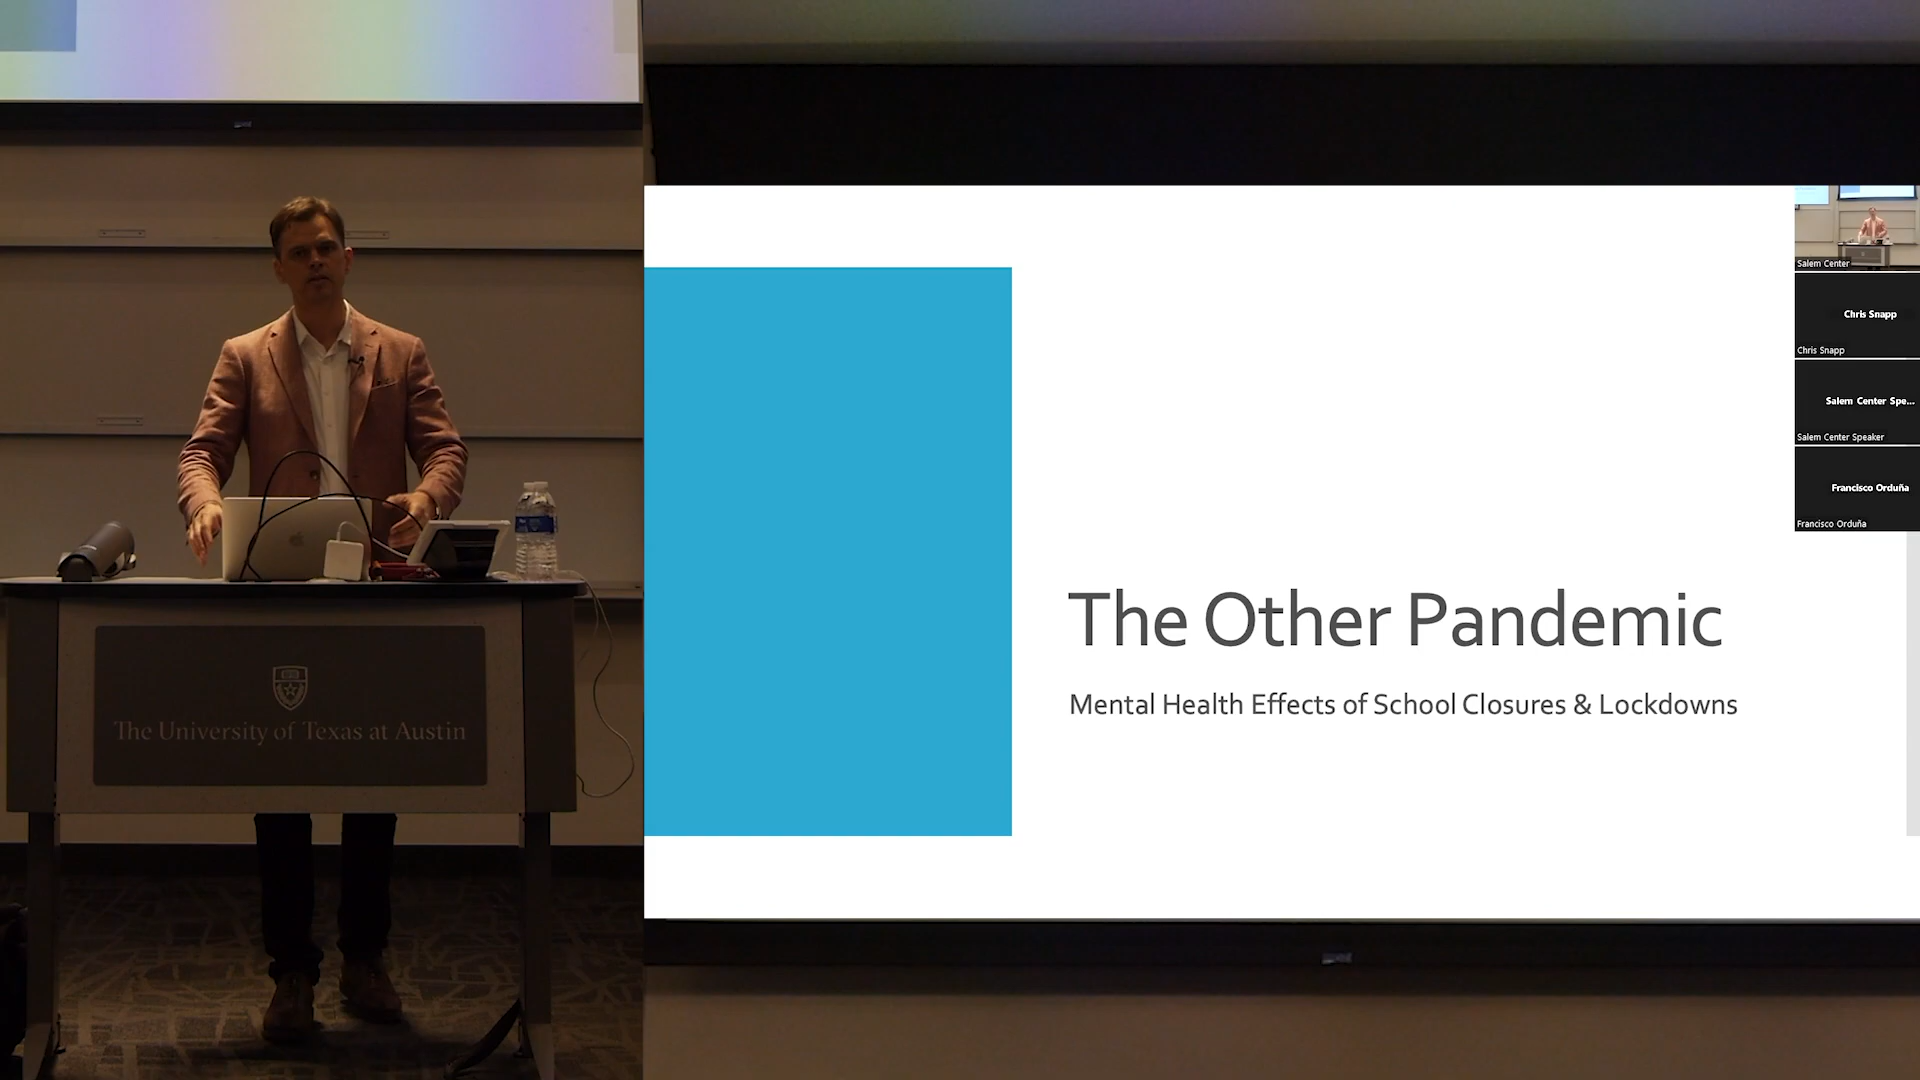 The University of Texas at Austin
The Other Pandemic
Mental Health Effects of School Closures & Lockdowns
Salem Center
Chris Snapp
Chris Snapp
Salem Center Spe...
Salem Center Speaker
Francisco Orduña
Francisco Orduña